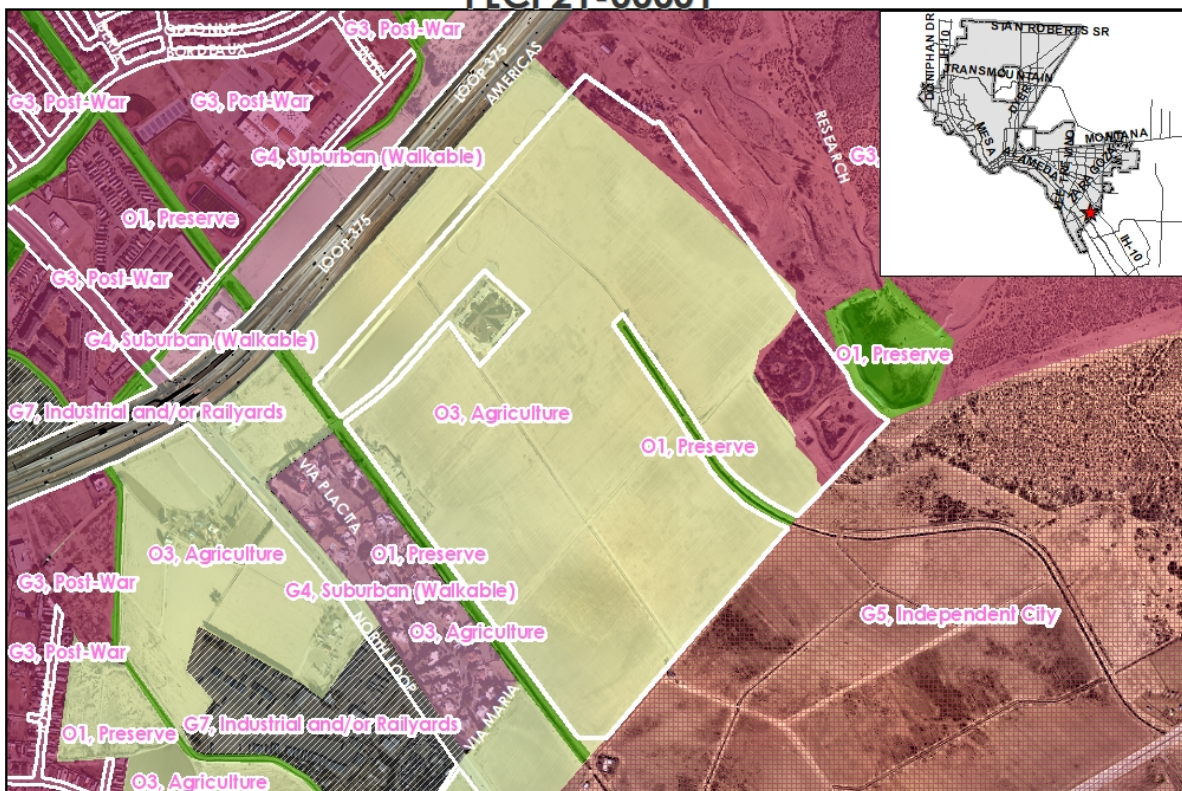 G3, Post-War
BORDEAUX
LOOP 375
AMERICAS
G3, Post-War
G3, Post-War
RESEARCH
G4, Suburban (Walkable)
O1, Preserve
LOOP 375
G3, Post-War
G4, Suburban (Walkable)
O1, Preserve
G7, Industrial and/or Railyards
O3, Agriculture
O1, Preserve
VIA PLACITA
O3, Agriculture
O1, Preserve
G3, Post-War
G4, Suburban (Walkable)
G5, Independent City
O3, Agriculture
NORTH LOOP
G3, Post-War
VIA MARIA
G7, Industrial and/or Railyards
O1, Preserve
O3, Agriculture
STAN ROBERTS SR
DONIPHAN DR
IH-10
TRANSMOUNTAIN
DYER
MESA
MONTANA
ALAMEDA
IH-10